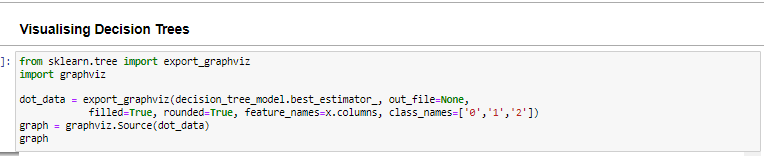 Visualising Decision Trees
]: from sklearn.tree import export_graphviz
import graphviz
dot_data = export_graphviz(decision_tree_model.best_estimator_, out_file=None,
filled=True, rounded=True, feature_names=x.columns, class_names=['0','1','2'])
graph = graphviz.Source(dot_data)
graph